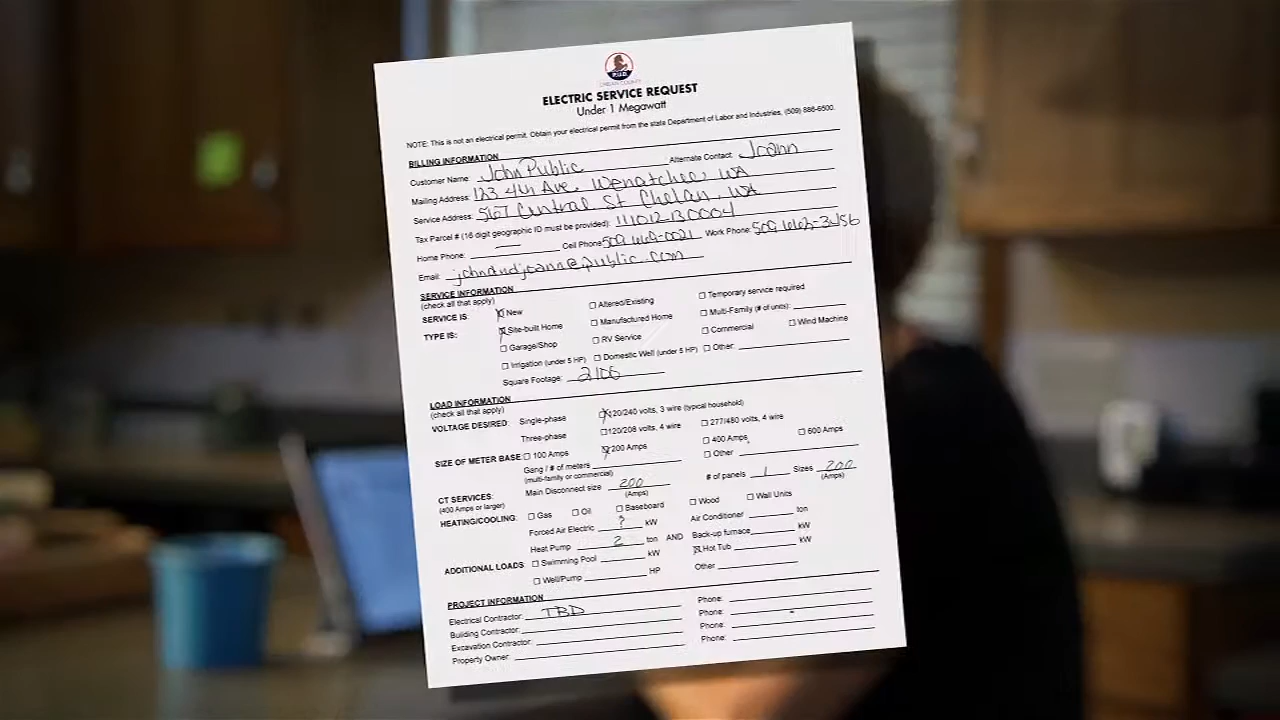 P.U.D.
CHELAN COUNTY
ELECTRIC SERVICE REQUEST
Under 1 Megawatt
NOTE: This is not an electrical permit. Obtain your electrical permit from the state Department of Labor and Industries, (509) 886-6500.
BILLING INFORMATION
Customer Name: John Public Alternate Contact: Joann
Mailing Address: 123 4th Ave, Wenatchee, WA
Service Address: 567 Central St Chelan, WA
Tax Parcel # (16 digit geographic ID must be provided): 111012130004
Home Phone: — Cell Phone 509 663-0021 Work Phone: 509 663-3456
Email: johnandjoann@public.com
SERVICE INFORMATION
(check all that apply)
SERVICE IS: New Altered/Existing Temporary service required
TYPE IS: Site-built Home Manufactured Home Multi-Family (# of units):
Garage/Shop RV Service Commercial Wind Machine
Irrigation (under 5 HP) Domestic Well (under 5 HP) Other:
Square Footage: 2106
LOAD INFORMATION
(check all that apply)
VOLTAGE DESIRED: Single-phase 120/240 volts, 3 wire (typical household)
Three-phase 120/208 volts, 4 wire 277/480 volts, 4 wire
SIZE OF METER BASE: 100 Amps 200 Amps 400 Amps 600 Amps
Gang / # of meters Other
(multi-family or commercial)
CT SERVICES: Main Disconnect size 200 # of panels 1 Sizes 200
(400 Amps or larger) (Amps) (Amps)
HEATING/COOLING: Gas Oil Baseboard Wood Wall Units
Forced Air Electric ? kW Air Conditioner ton
Heat Pump 2 ton AND Back-up furnace kW
ADDITIONAL LOADS Swimming Pool kW Hot Tub kW
Well/Pump HP Other
PROJECT INFORMATION
Electrical Contractor: TBD Phone:
Building Contractor: Phone: -
Excavation Contractor: Phone:
Property Owner: Phone: